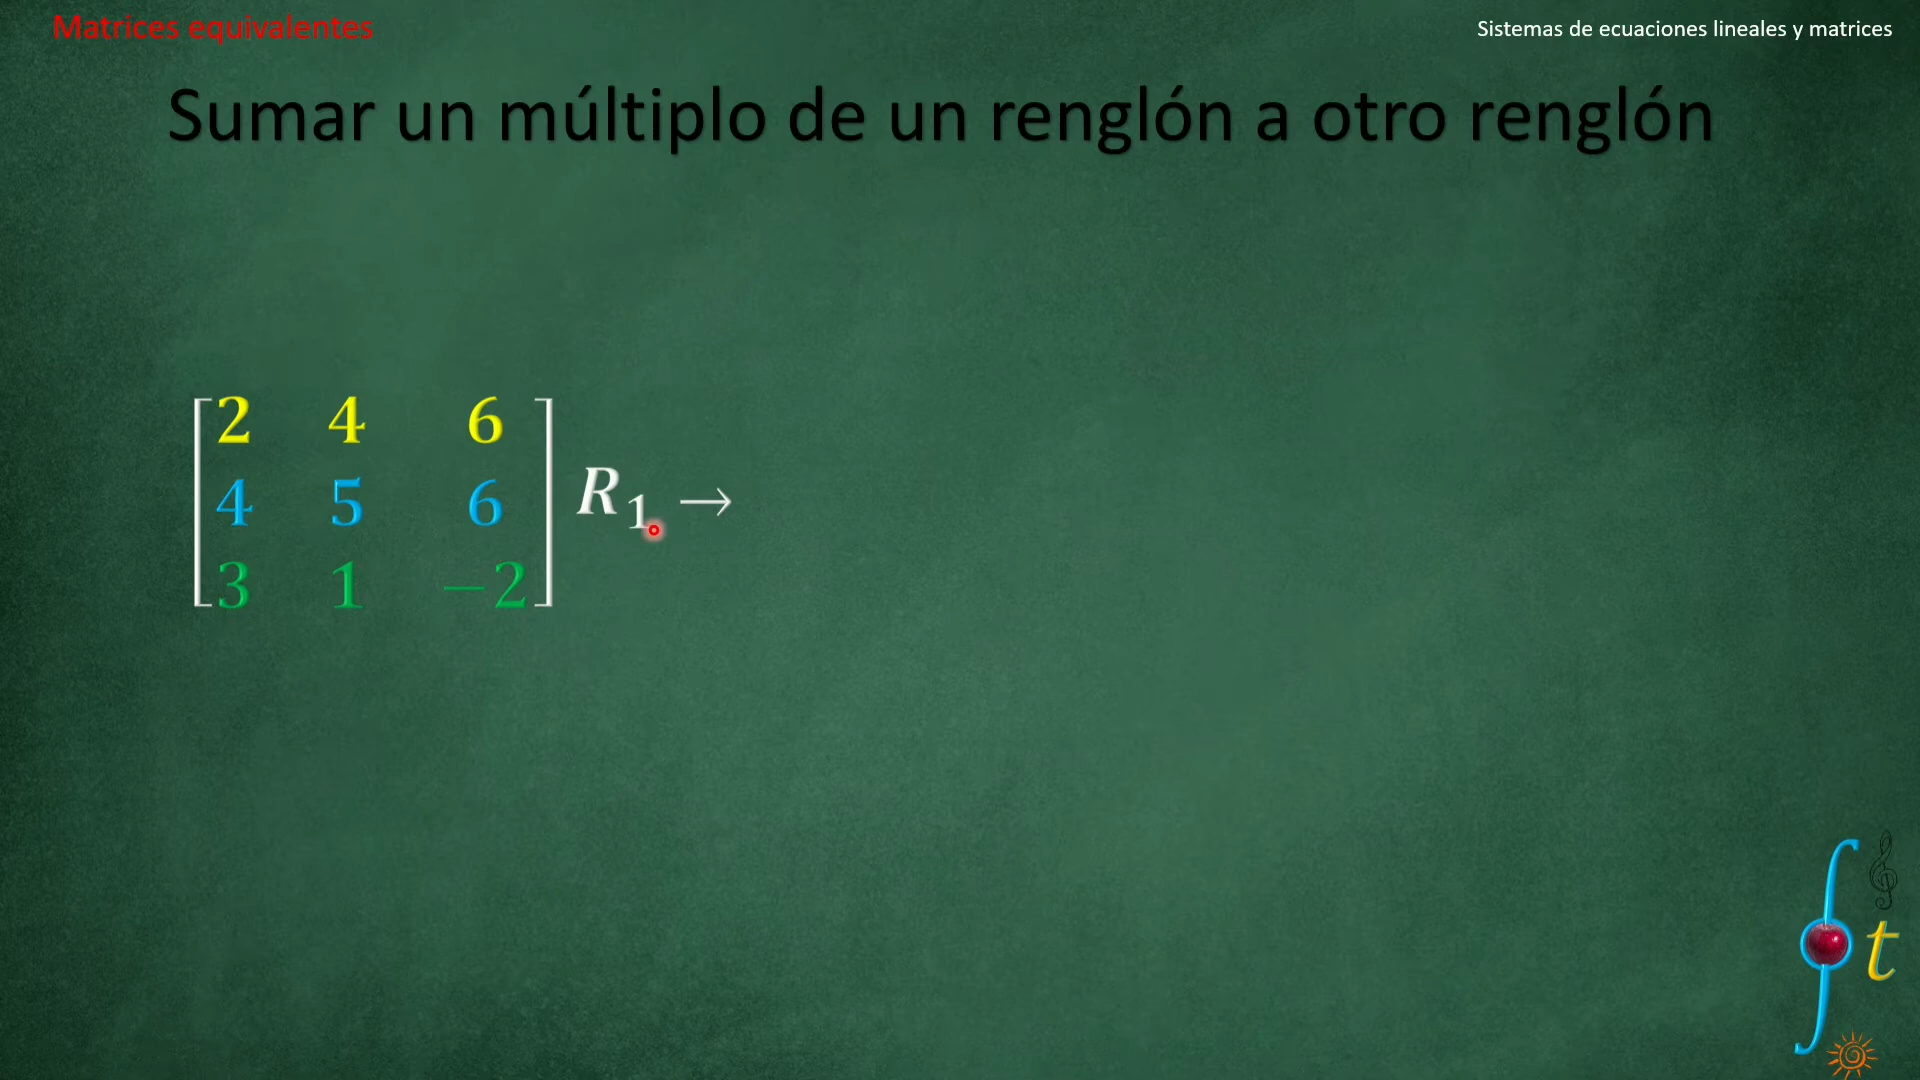 Matrices equivalentes
Sistemas de ecuaciones lineales y matrices
Sumar un múltiplo de un renglón a otro renglón
2 4 6
4 5 6 R₁ →
3 1 −2
t